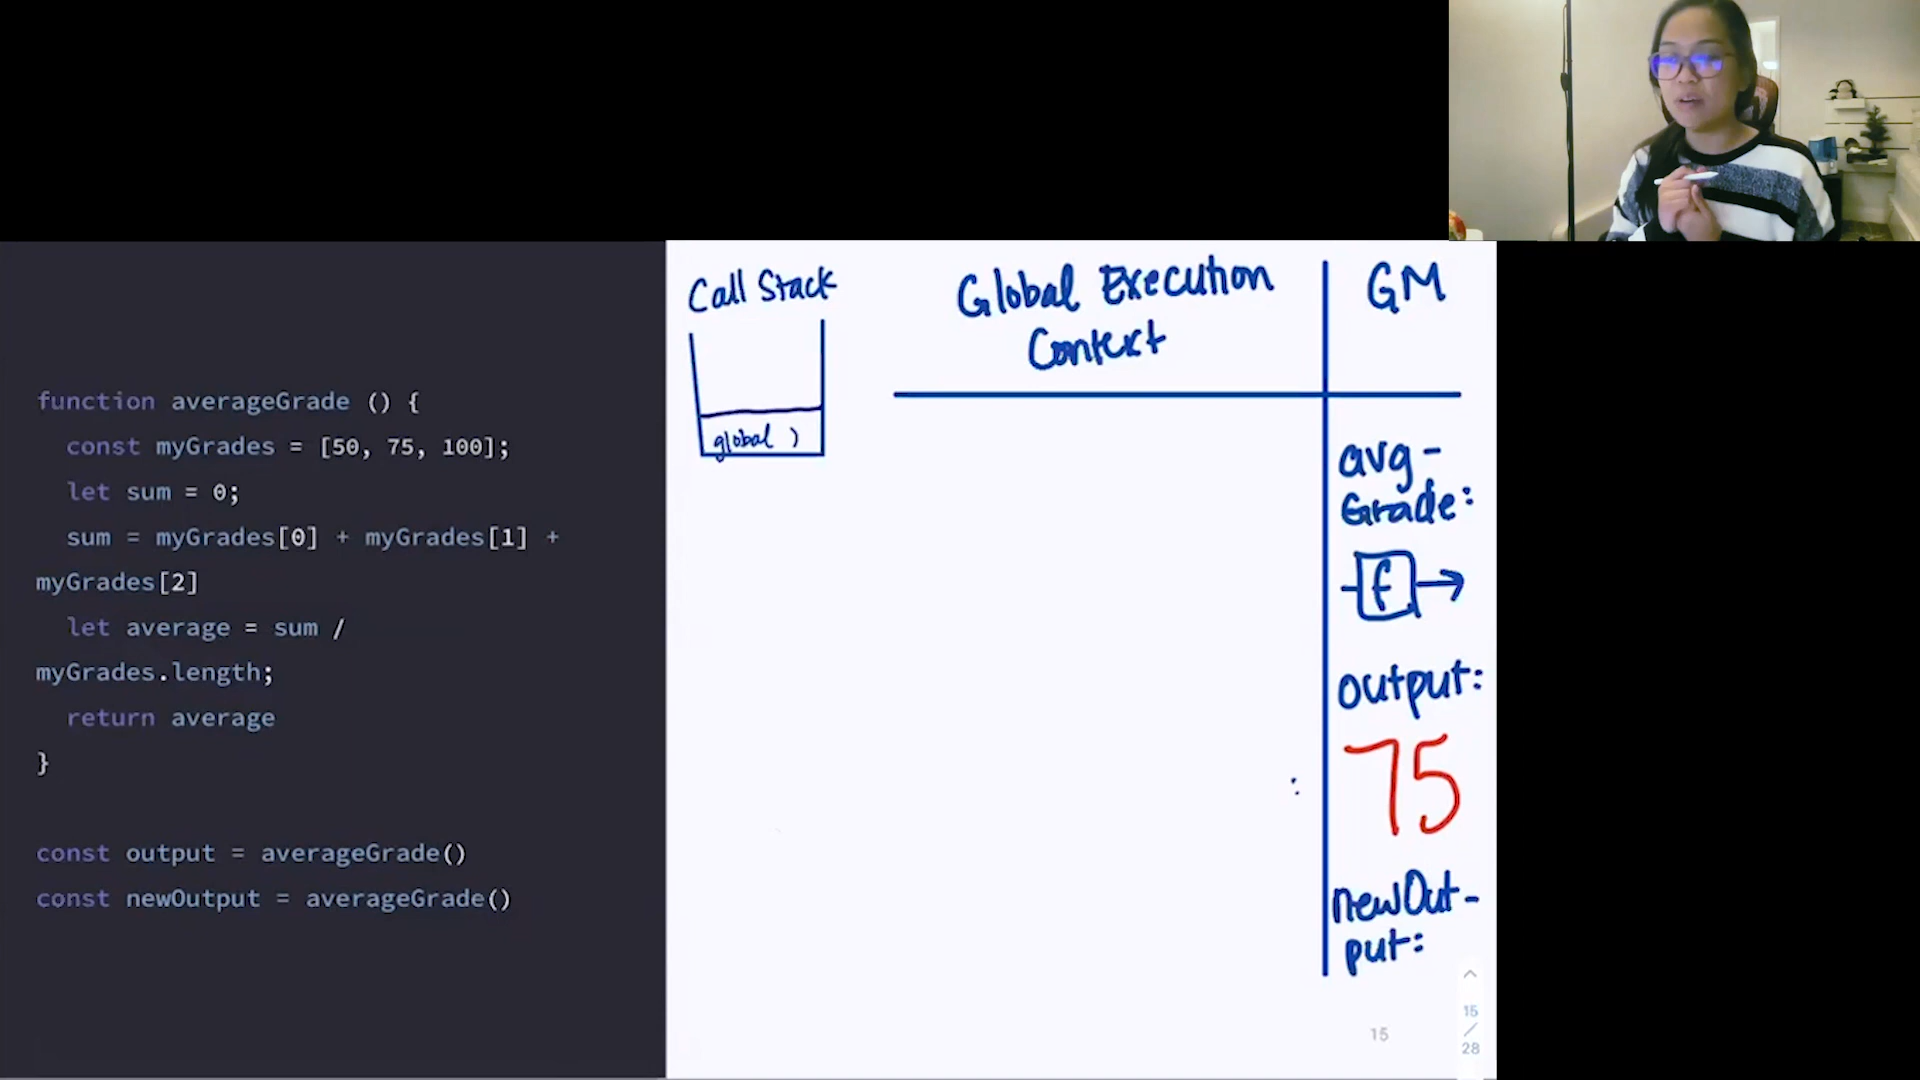 function averageGrade () {
const myGrades = [50, 75, 100];
let sum = 0;
sum = myGrades[0] + myGrades[1] +
myGrades[2]
let average = sum /
myGrades.length;
return average
}
const output = averageGrade()
const newOutput = averageGrade()
Call Stack
global )
Global Execution
Context
GM
avg-
Grade:
f
output:
:
75
newOut-
put:
15
15
/
28